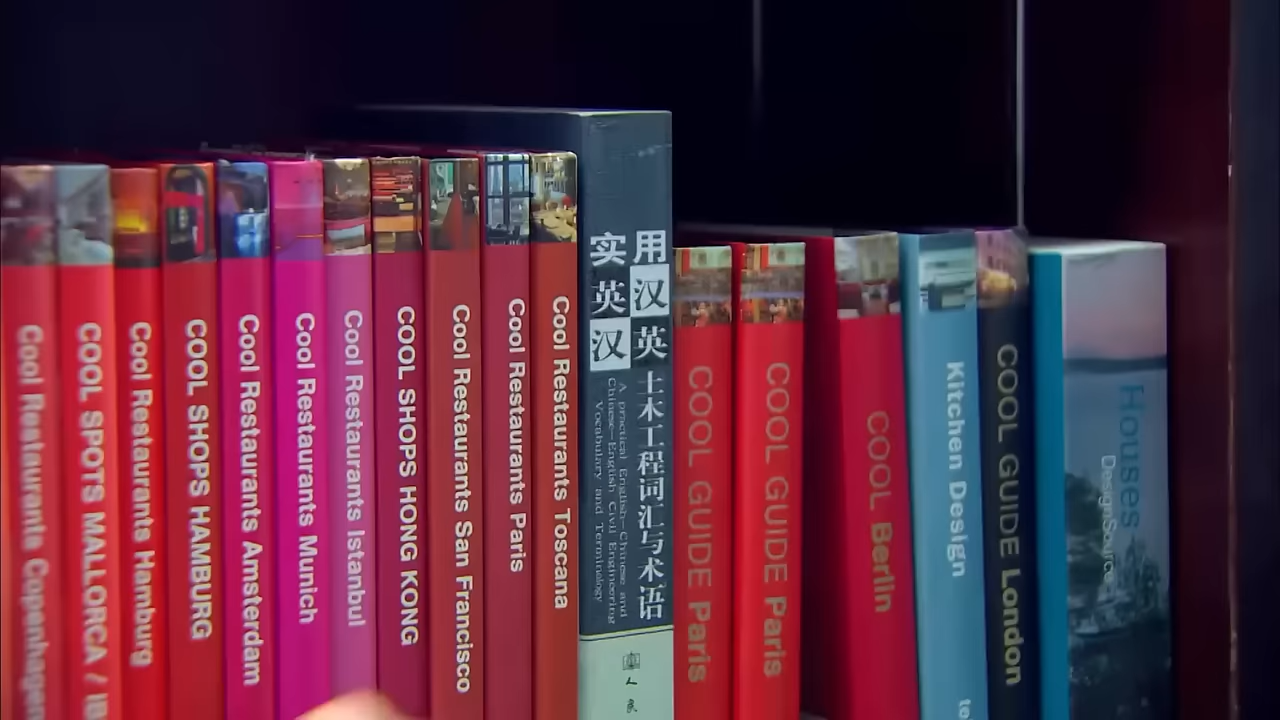 Cool Restaurants Copenhagen
COOL SPOTS MALLORCA / IB
Cool Restaurants Hamburg
COOL SHOPS HAMBURG
Cool Restaurants Amsterdam
Cool Restaurants Munich
Cool Restaurants Istanbul
COOL SHOPS HONG KONG
Cool Restaurants San Francisco
Cool Restaurants Paris
Cool Restaurants Toscana
实用
英汉
汉英
土木工程词汇与术语
A practical English-Chinese and
Chinese-English Civil Engineering
Vocabulary and Terminology
人民
COOL GUIDE Paris
COOL GUIDE Paris
COOL Berlin
Kitchen Design
te
COOL GUIDE London
Houses
DesignSource